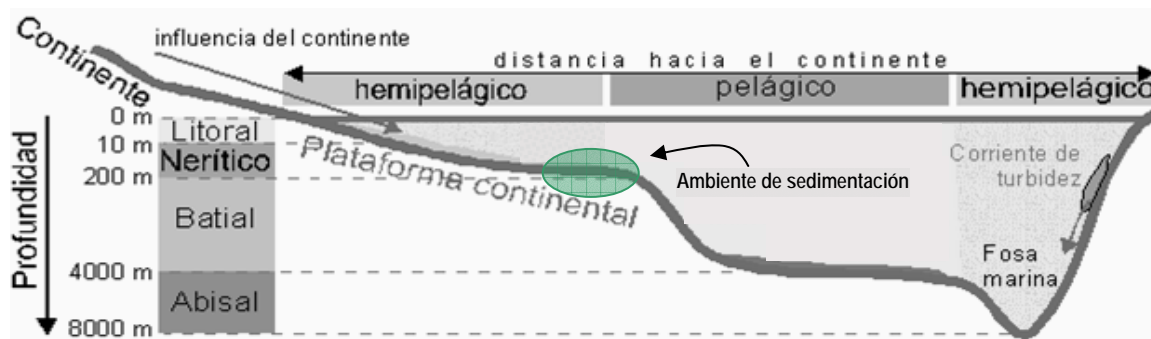 Continente
influencia del continente
distancia hacia el continente
hemipelágico
pelágico
hemipelágico
Profundidad
0 m
Litoral
10 m
Nerítico
200 m
Batial
4000 m
Abisal
8000 m
Plataforma continental
Ambiente de sedimentación
Corriente de
turbidez
Fosa
marina